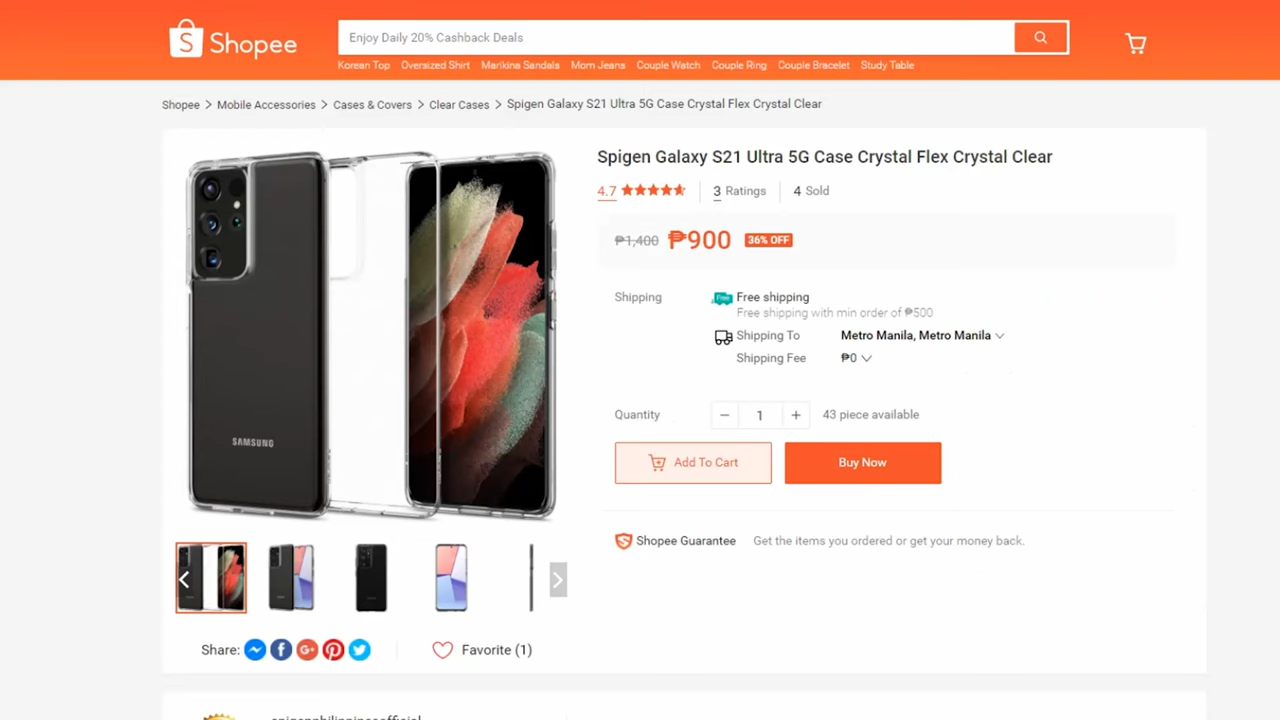 Shopee
Enjoy Daily 20% Cashback Deals
Korean Top Oversized Shirt Marikina Sandals Mom Jeans Couple Watch Couple Ring Couple Bracelet Study Table
Shopee > Mobile Accessories > Cases & Covers > Clear Cases > Spigen Galaxy S21 Ultra 5G Case Crystal Flex Crystal Clear
Spigen Galaxy S21 Ultra 5G Case Crystal Flex Crystal Clear
4.7 3 Ratings 4 Sold
₱1,400 ₱900 36% OFF
Shipping Free Free shipping
Free shipping with min order of ₱500
Shipping To Metro Manila, Metro Manila
Shipping Fee ₱0
Quantity − 1 + 43 piece available
Add To Cart Buy Now
SAMSUNG
Shopee Guarantee Get the items you ordered or get your money back.
Share: Favorite (1)